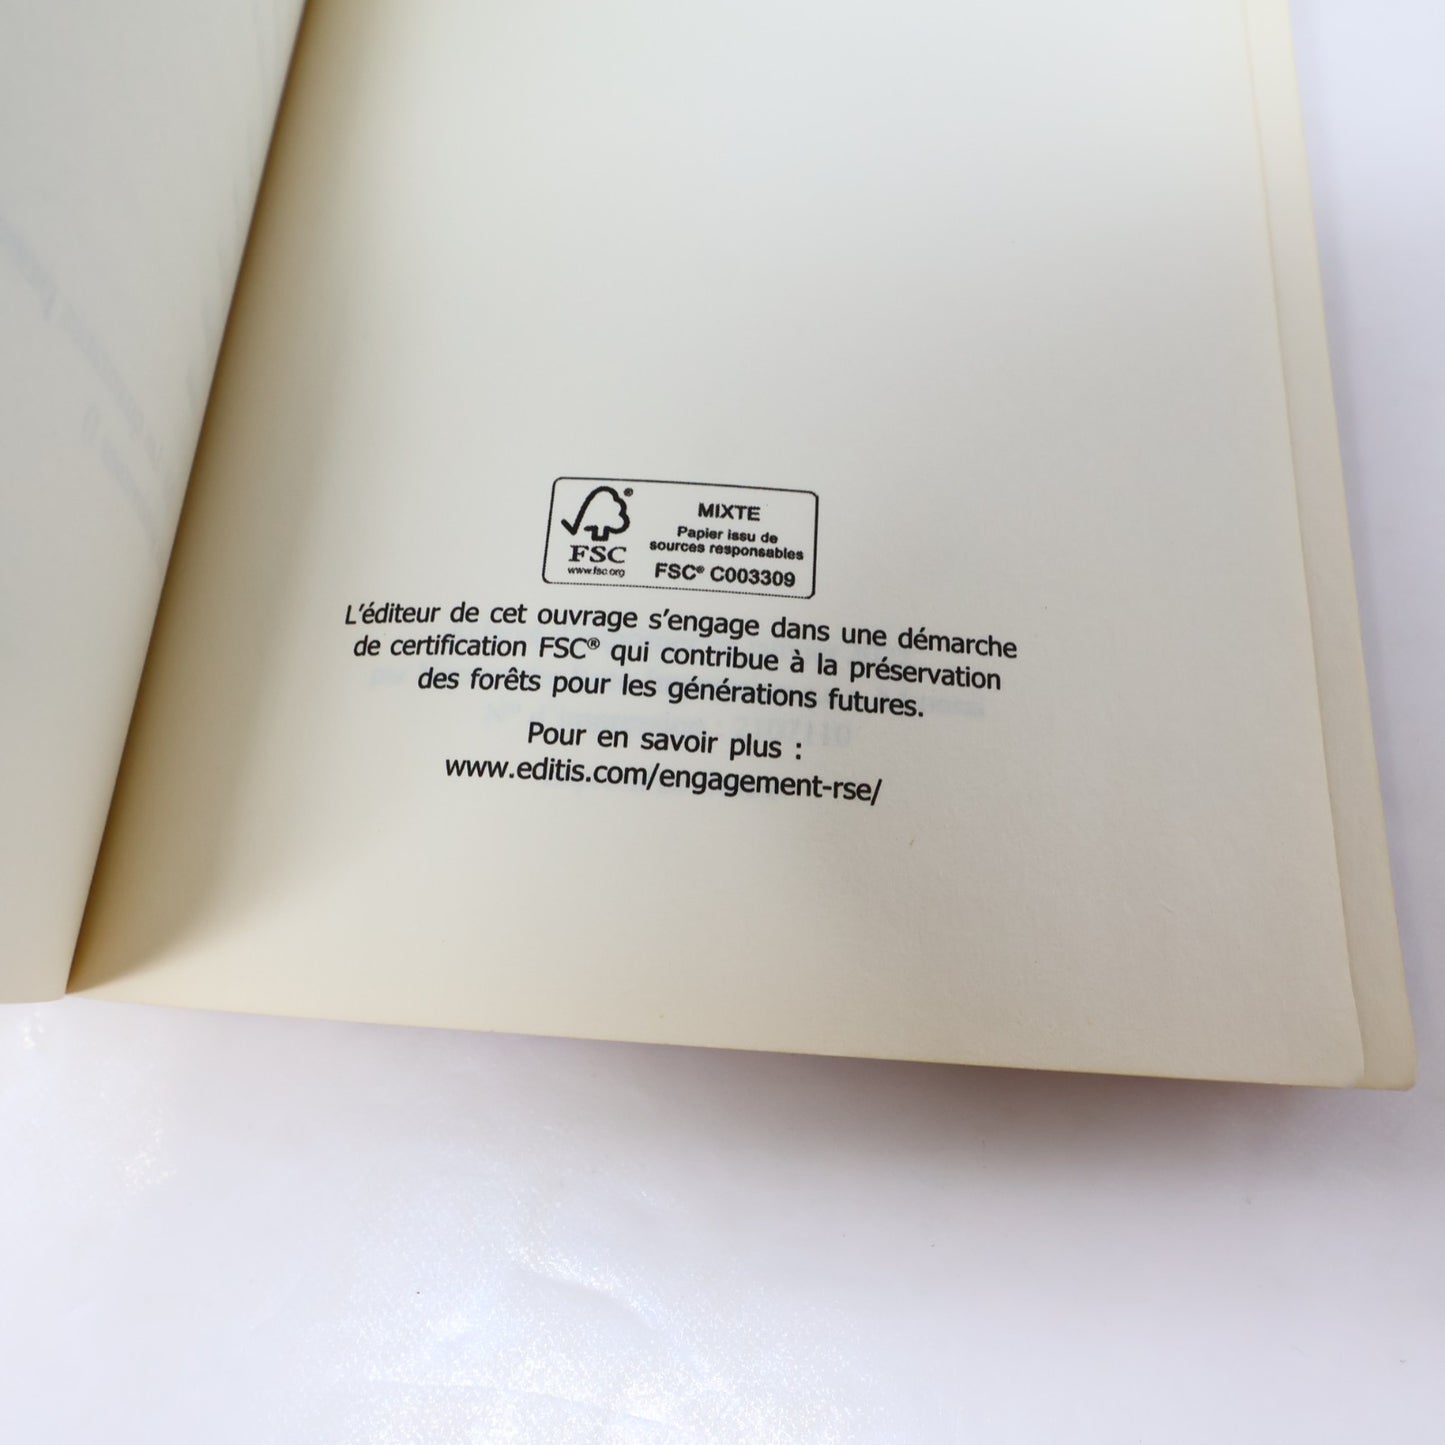 MIXTE
Papier issu de
sources responsables
FSC® C003309
®
FSC
www.fsc.org
L'éditeur de cet ouvrage s'engage dans une démarche
de certification FSC® qui contribue à la préservation
des forêts pour les générations futures.
Pour en savoir plus :
www.editis.com/engagement-rse/